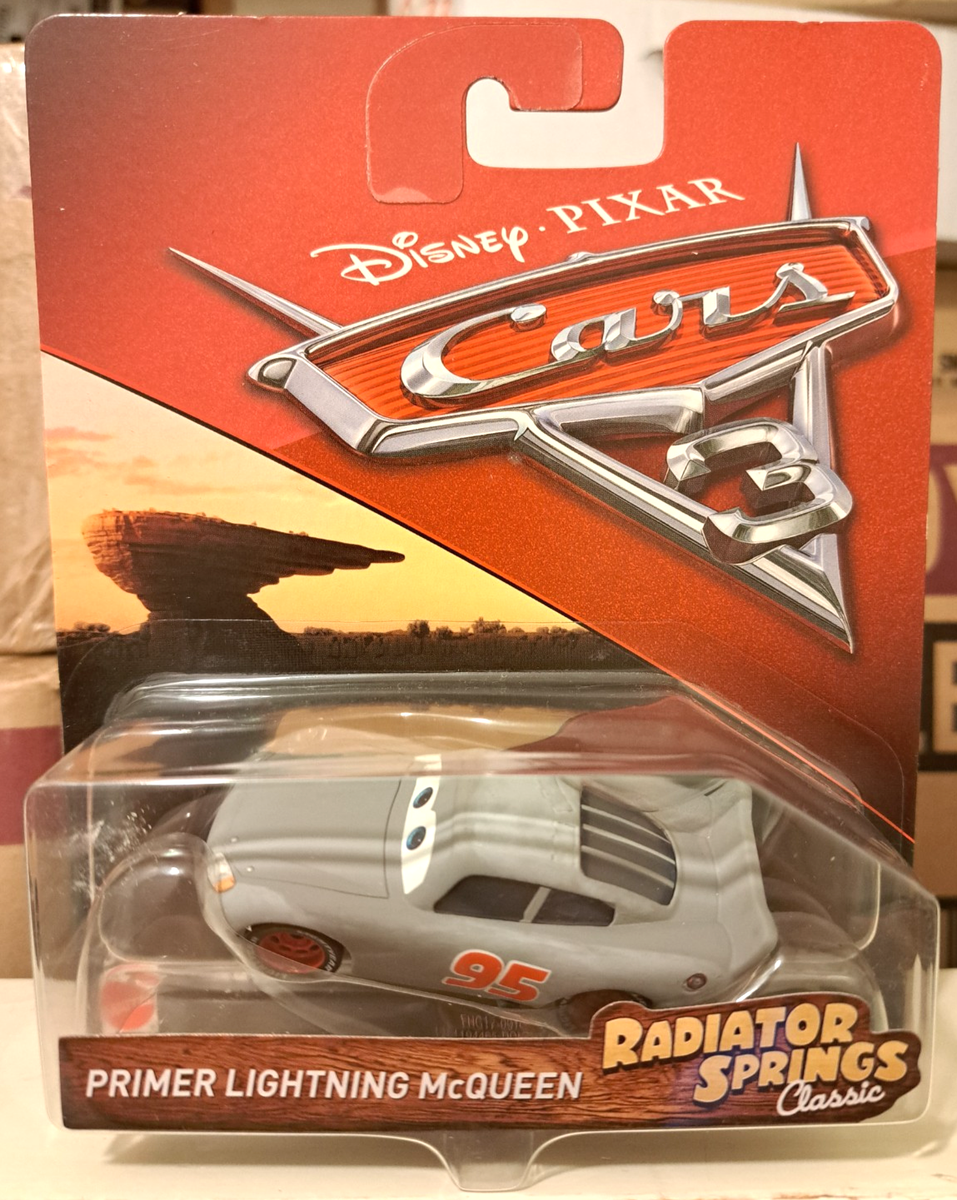 DISNEY · PIXAR
Cars
3
95
PRIMER LIGHTNING McQUEEN
RADIATOR
SPRINGS
Classic